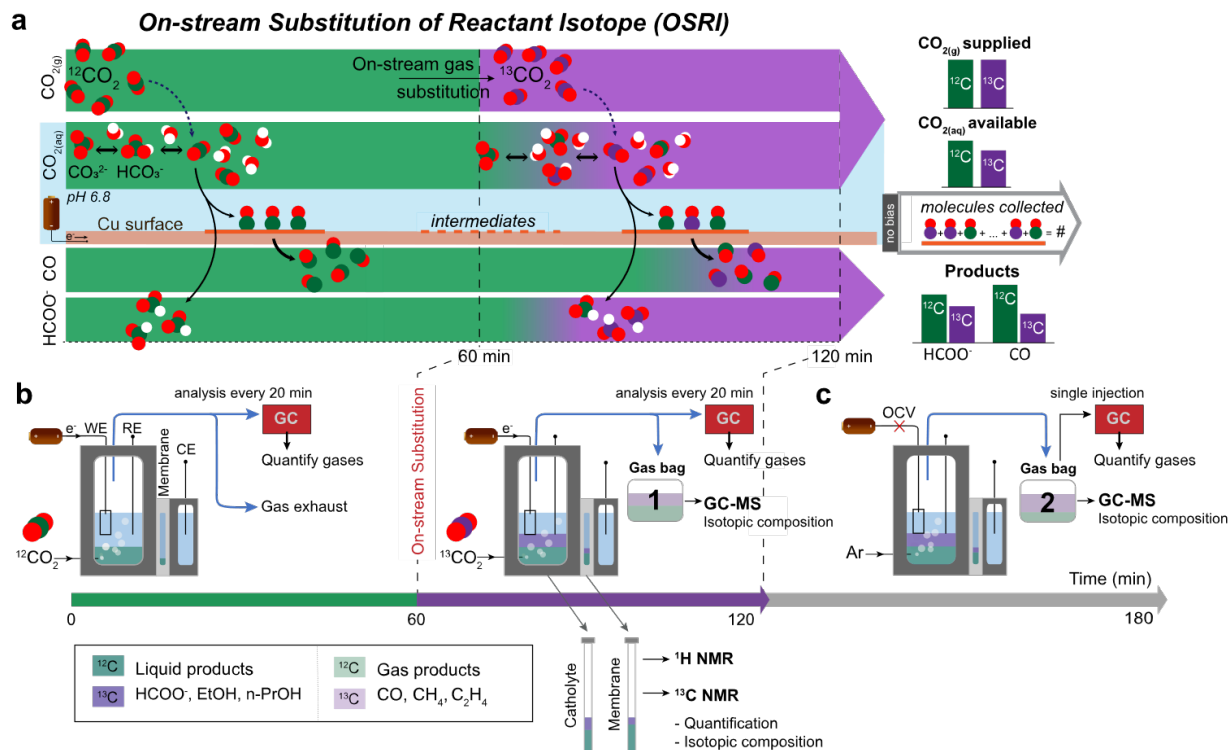 a
On-stream Substitution of Reactant Isotope (OSRI)
CO2(g)
¹²CO₂
On-stream gas
substitution
¹³CO₂
CO2(g) supplied
¹²C
¹³C
CO2(aq)
CO₃²⁻
HCO₃⁻
CO2(aq) available
¹²C
¹³C
pH 6.8
e⁻
Cu surface
intermediates
no bias
molecules collected
+ + + ... + + = #
CO
HCOO⁻
Products
¹²C
¹³C
¹²C
¹³C
HCOO⁻
CO
60 min
120 min
b
analysis every 20 min
e⁻
WE
RE
Membrane
CE
GC
Quantify gases
Gas exhaust
¹²CO₂
On-stream Substitution
analysis every 20 min
e⁻
GC
Quantify gases
Gas bag
1
GC-MS
Isotopic composition
¹³CO₂
c
single injection
OCV
GC
Quantify gases
Gas bag
2
GC-MS
Isotopic composition
Ar
Time (min)
0
60
120
180
¹²C
Liquid products
¹³C
HCOO⁻, EtOH, n-PrOH
¹²C
Gas products
¹³C
CO, CH₄, C₂H₄
Catholyte
Membrane
¹H NMR
¹³C NMR
- Quantification
- Isotopic composition